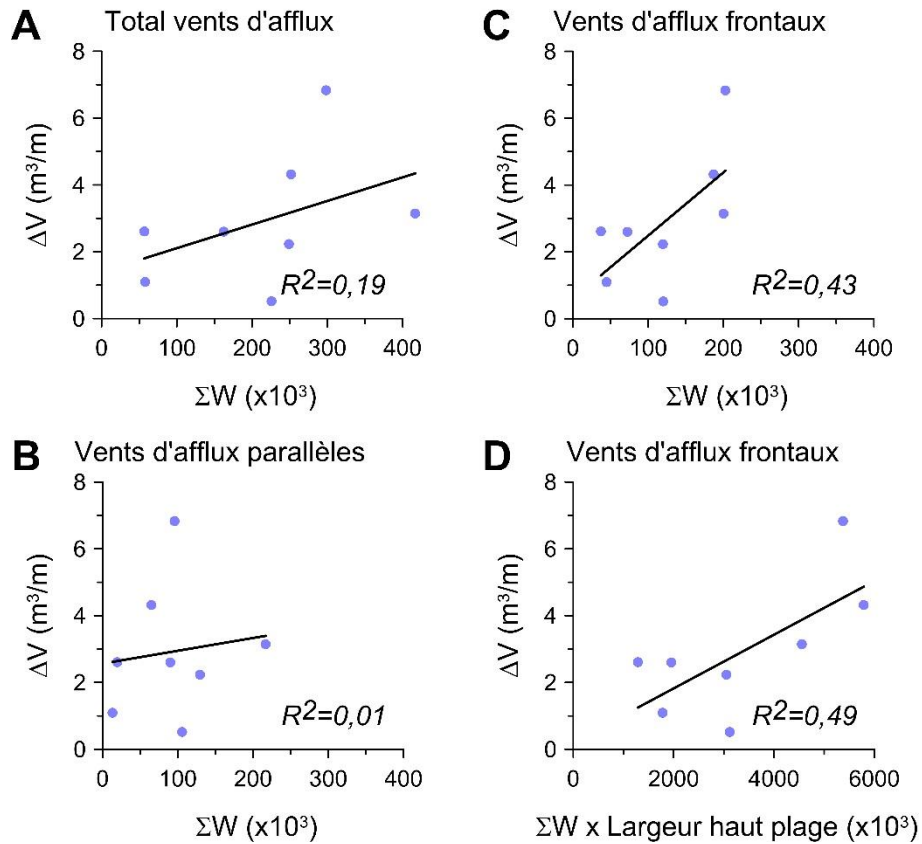 A Total vents d'afflux
8
6
4
2
0
ΔV (m³/m)
R²=0,19
0 100 200 300 400
ΣW (x10³)
C Vents d'afflux frontaux
8
6
4
2
0
ΔV (m³/m)
R²=0,43
0 100 200 300 400
ΣW (x10³)
B Vents d'afflux parallèles
8
6
4
2
0
ΔV (m³/m)
R²=0,01
0 100 200 300 400
ΣW (x10³)
D Vents d'afflux frontaux
8
6
4
2
0
ΔV (m³/m)
R²=0,49
0 2000 4000 6000
ΣW x Largeur haut plage (x10³)